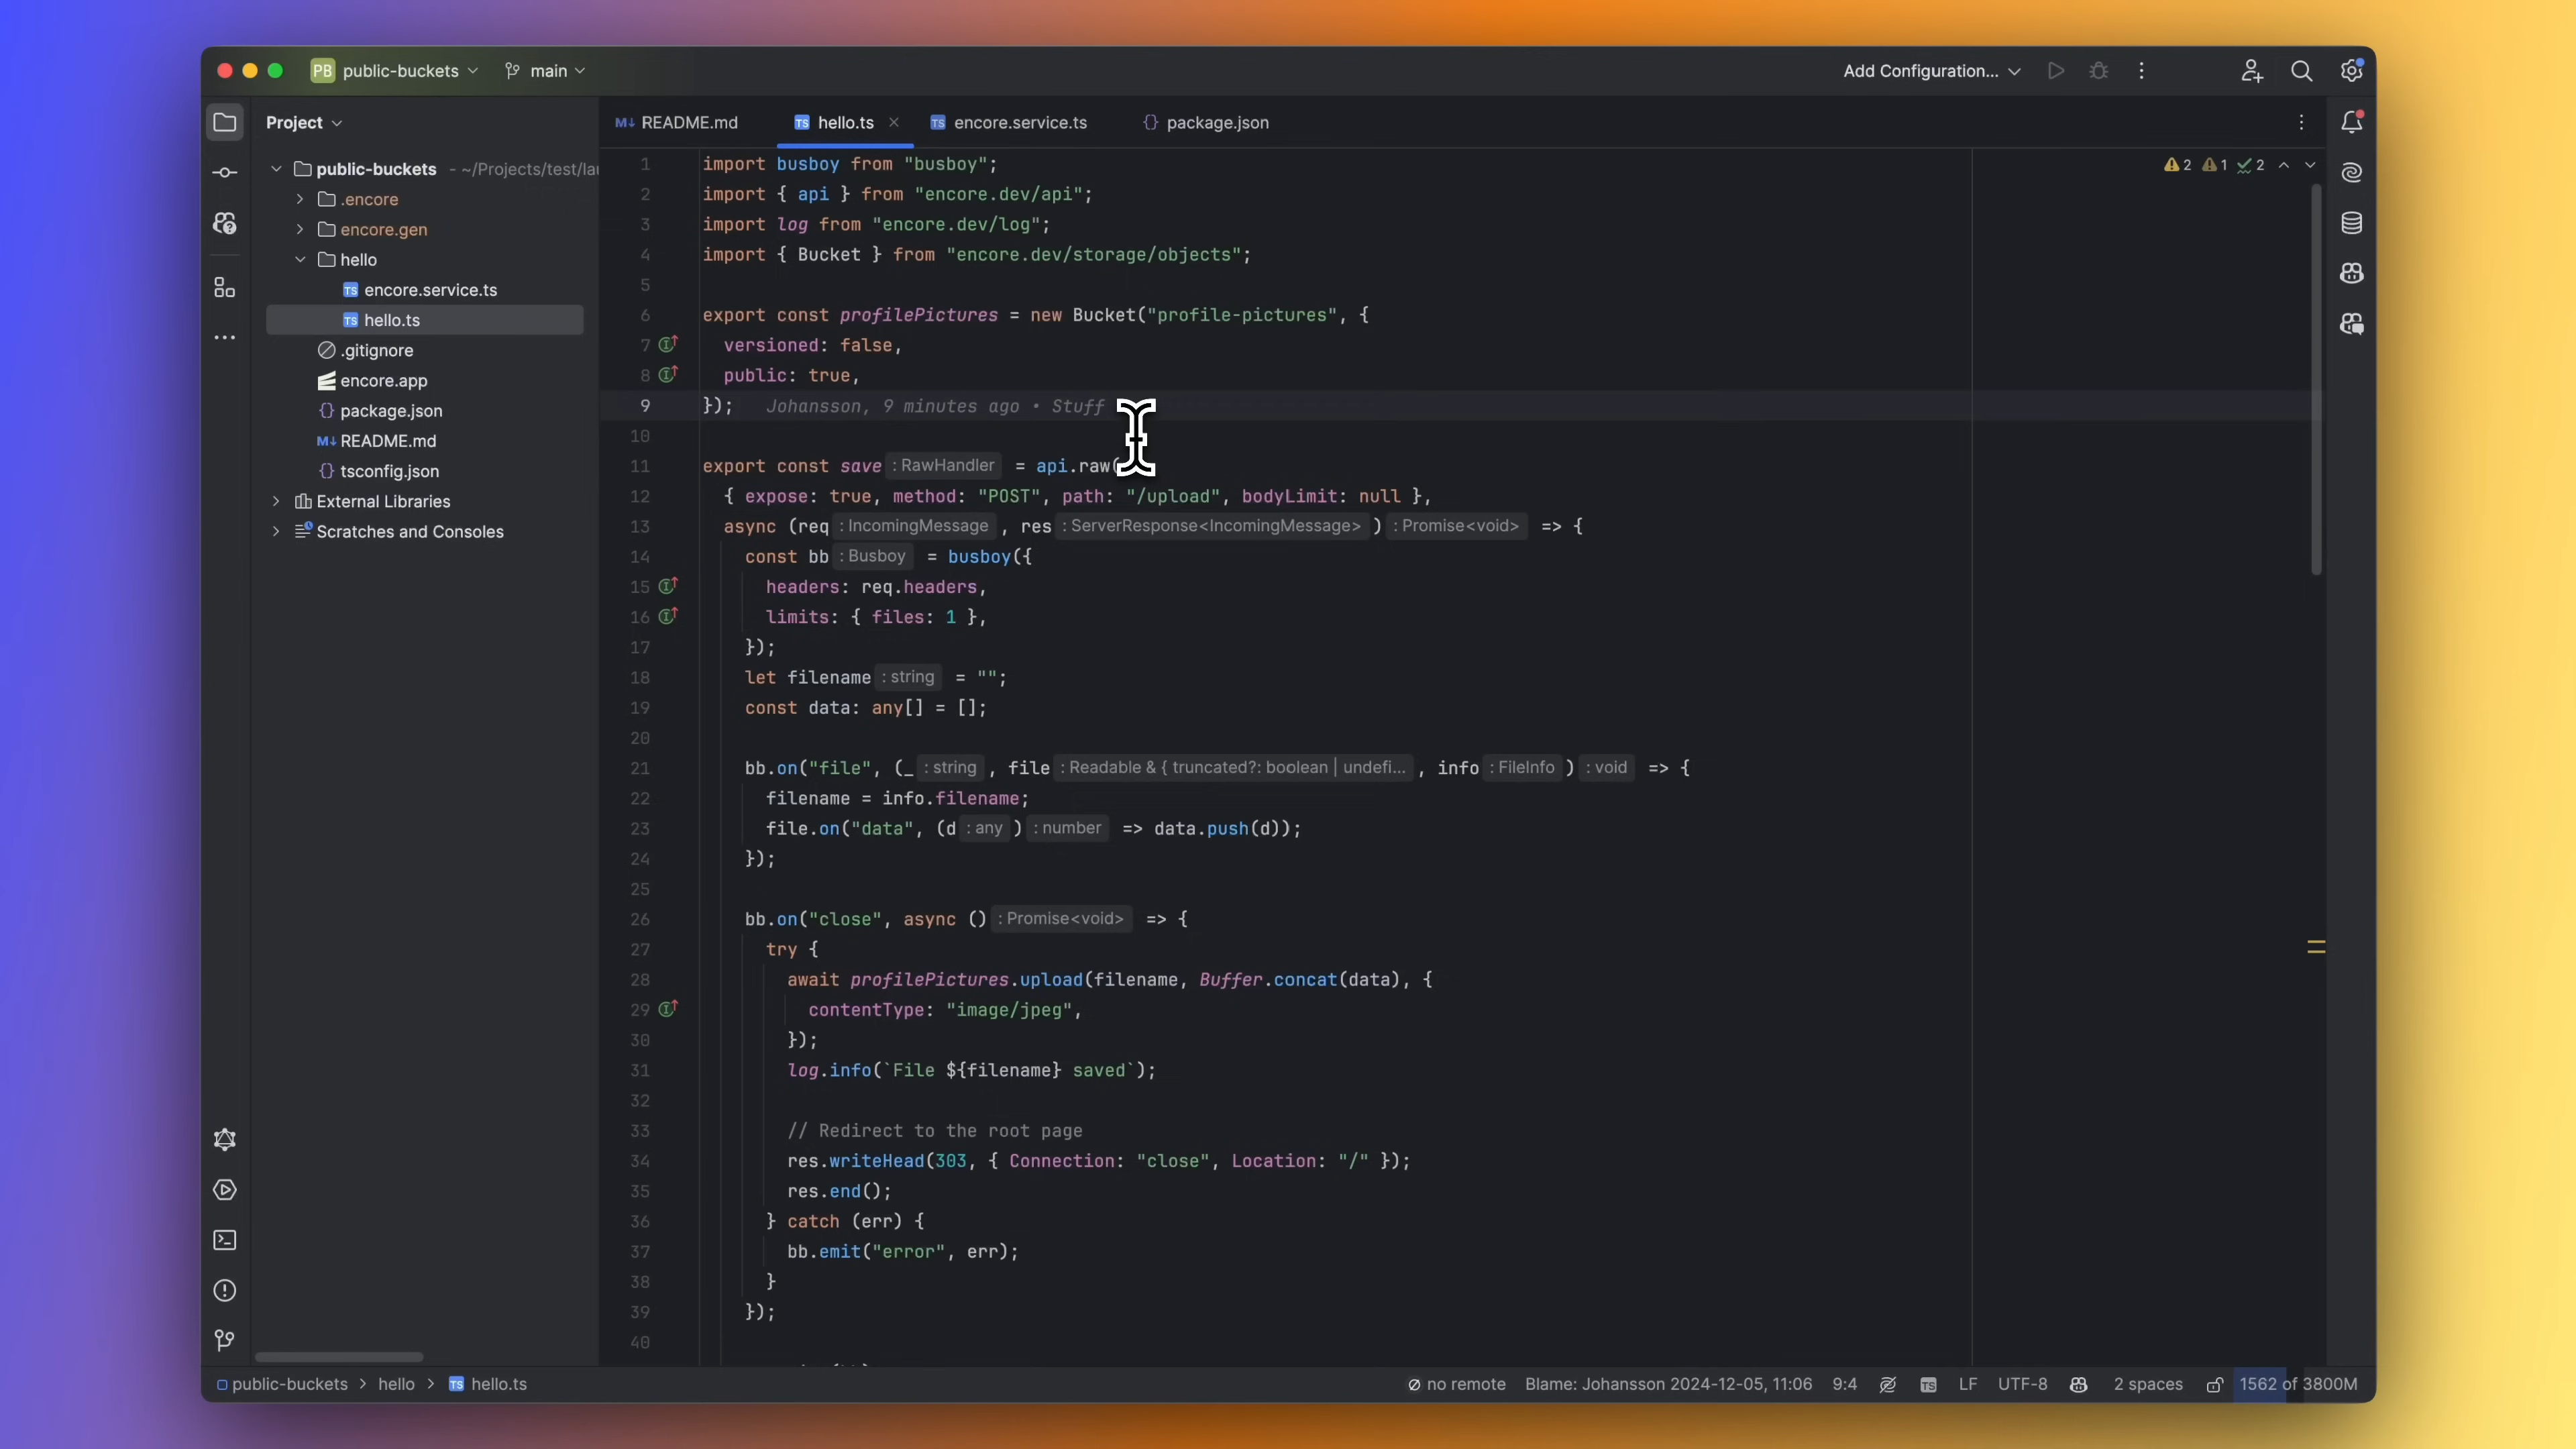 PB public-buckets main Add Configuration...
Project
README.md hello.ts encore.service.ts package.json
public-buckets - ~/Projects/test/
.encore
encore.gen
hello
encore.service.ts
hello.ts
.gitignore
encore.app
package.json
README.md
tsconfig.json
External Libraries
Scratches and Consoles
2 1 2
1 import busboy from "busboy";
2 import { api } from "encore.dev/api";
3 import log from "encore.dev/log";
4 import { Bucket } from "encore.dev/storage/objects";
5
6 export const profilePictures = new Bucket("profile-pictures", {
7 versioned: false,
8 public: true,
9 }); Johansson, 9 minutes ago • Stuff
10
11 export const save : RawHandler = api.raw(
12 { expose: true, method: "POST", path: "/upload", bodyLimit: null },
13 async (req : IncomingMessage , res : ServerResponse<IncomingMessage> ) : Promise<void> => {
14 const bb : Busboy = busboy({
15 headers: req.headers,
16 limits: { files: 1 },
17 });
18 let filename : string = "";
19 const data: any[] = [];
20
21 bb.on("file", (_ : string , file : Readable & { truncated?: boolean | undefi... , info : FileInfo ) : void => {
22 filename = info.filename;
23 file.on("data", (d : any ) : number => data.push(d));
24 });
25
26 bb.on("close", async () : Promise<void> => {
27 try {
28 await profilePictures.upload(filename, Buffer.concat(data), {
29 contentType: "image/jpeg",
30 });
31 log.info(`File ${filename} saved`);
32
33 // Redirect to the root page
34 res.writeHead(303, { Connection: "close", Location: "/" });
35 res.end();
36 } catch (err) {
37 bb.emit("error", err);
38 }
39 });
40
public-buckets > hello > hello.ts no remote Blame: Johansson 2024-12-05, 11:06 9:4 LF UTF-8 2 spaces 1562 of 3800M